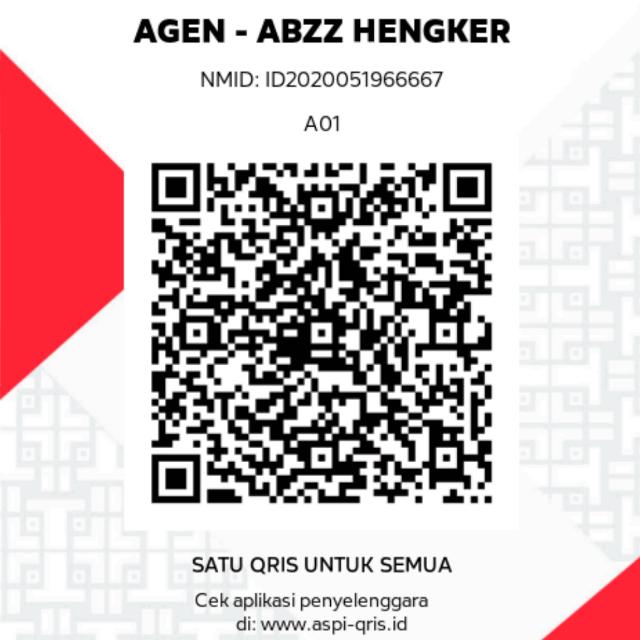 AGEN - ABZZ HENGKER
NMID: ID2020051966667
A01
SATU QRIS UNTUK SEMUA
Cek aplikasi penyelenggara
di: www.aspi-qris.id